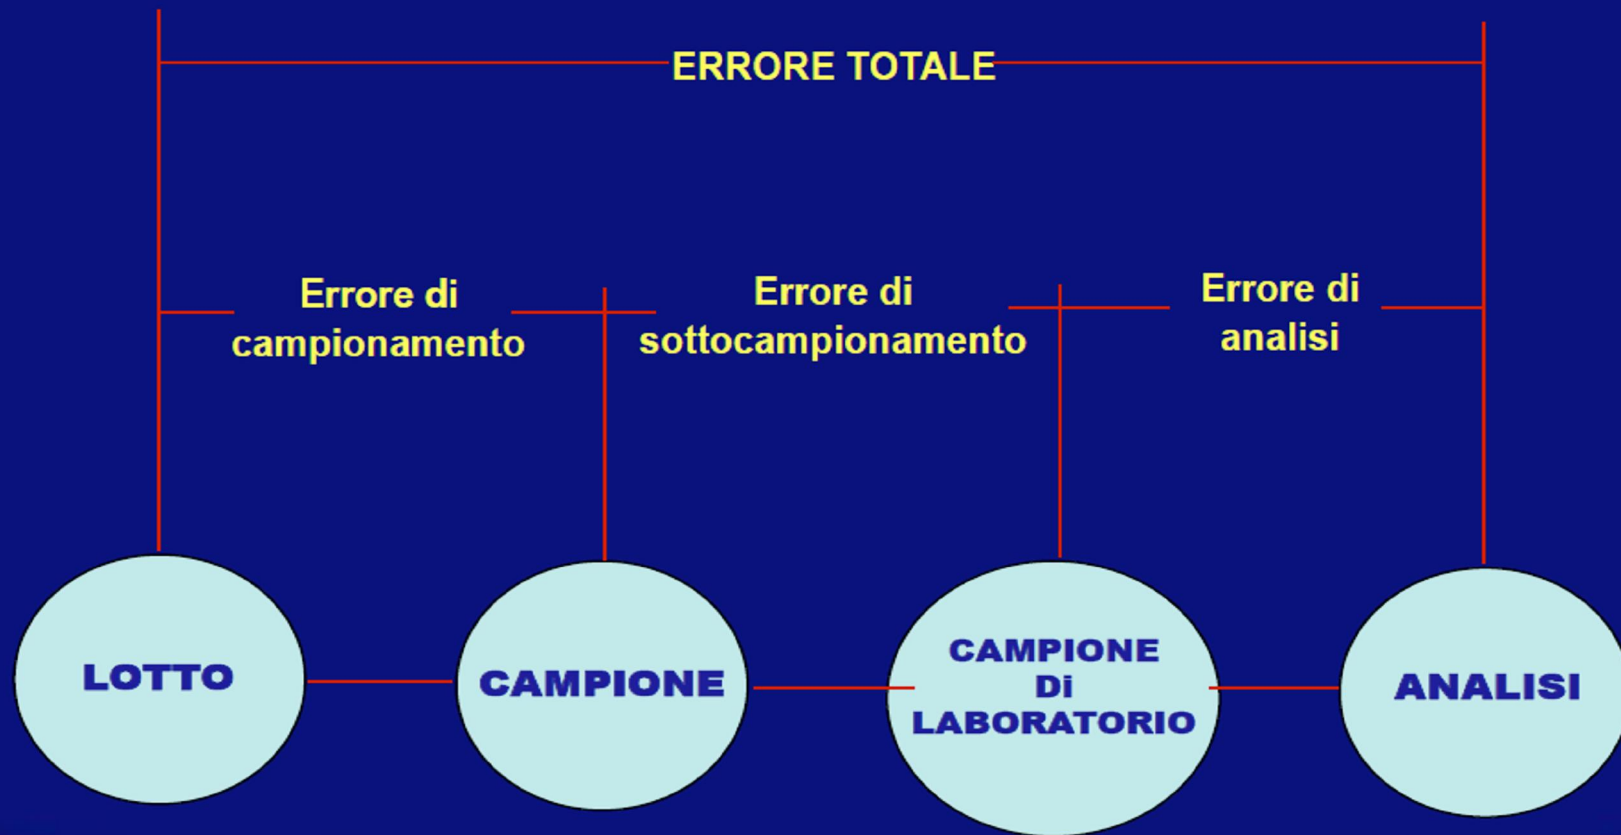 ERRORE TOTALE
Errore di
campionamento
Errore di
sottocampionamento
Errore di
analisi
LOTTO
CAMPIONE
CAMPIONE
Di
LABORATORIO
ANALISI